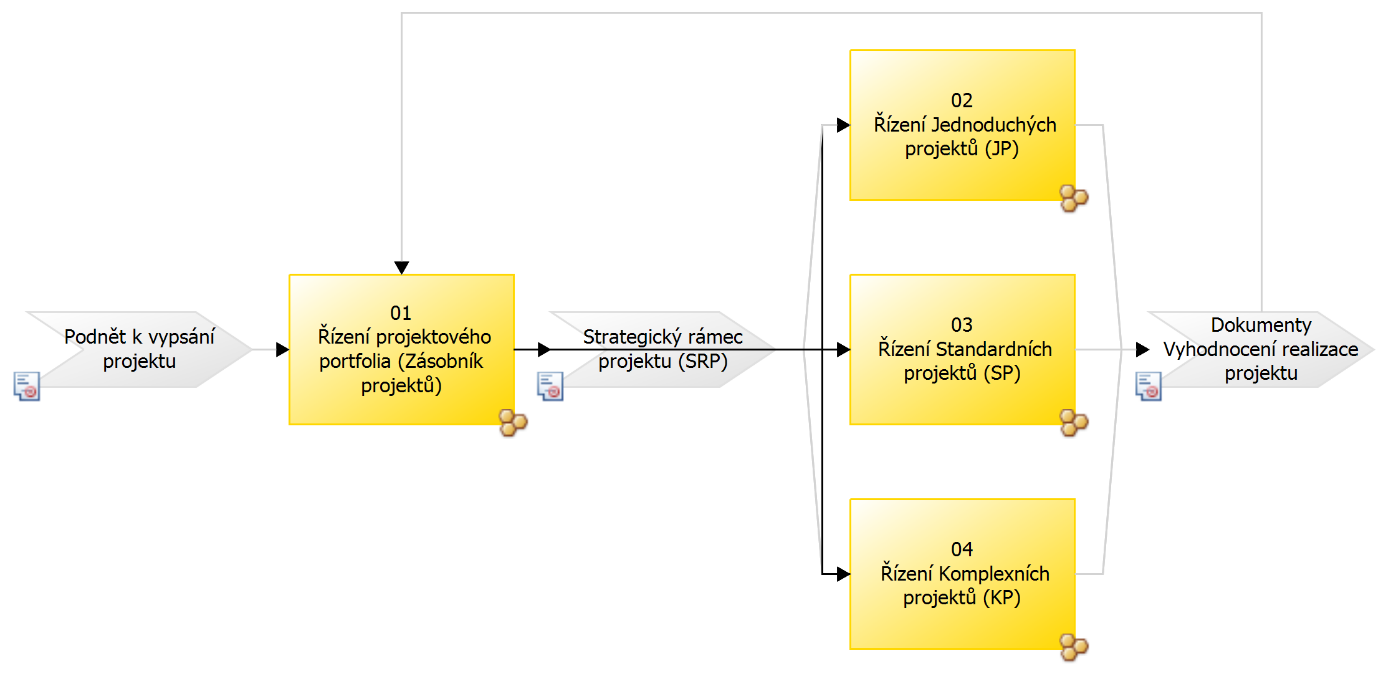 Podnět k vypsání
projektu
01
Řízení projektového
portfolia (Zásobník
projektů)
Strategický rámec
projektu (SRP)
02
Řízení Jednoduchých
projektů (JP)
03
Řízení Standardních
projektů (SP)
04
Řízení Komplexních
projektů (KP)
Dokumenty
Vyhodnocení realizace
projektu